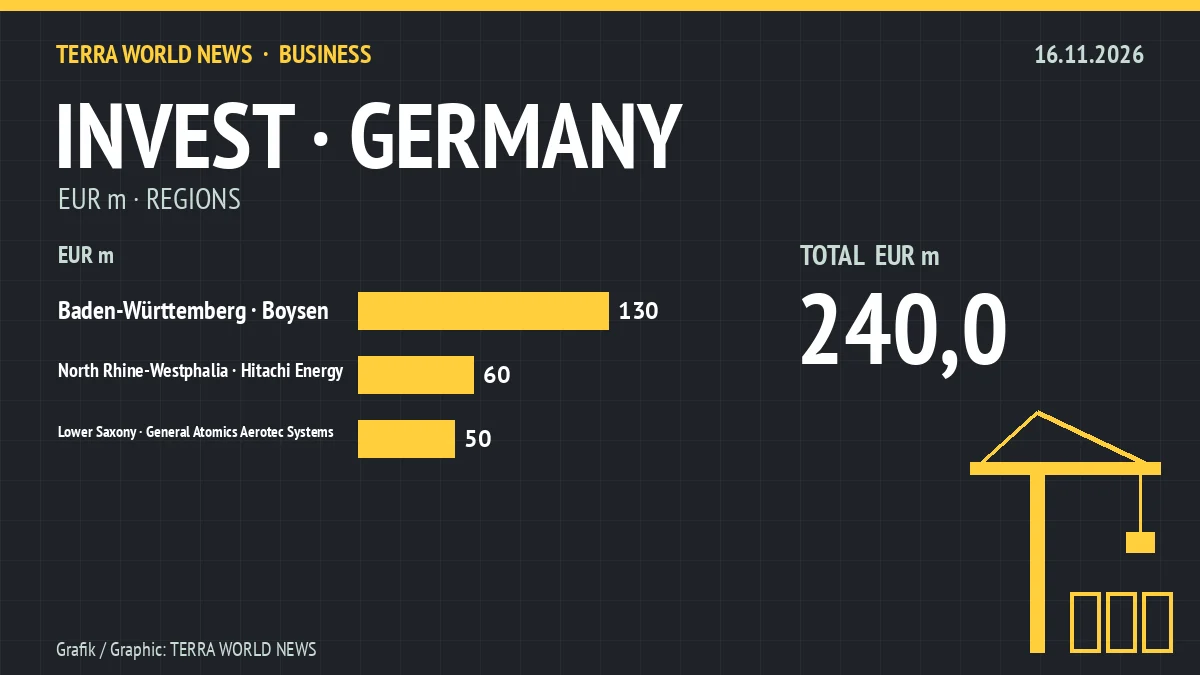 TERRA WORLD NEWS · BUSINESS
16.11.2026
INVEST · GERMANY
EUR m · REGIONS
EUR m
Baden-Württemberg · Boysen 130
North Rhine-Westphalia · Hitachi Energy 60
Lower Saxony · General Atomics Aerotec Systems 50
TOTAL EUR m
240,0
Grafik / Graphic: TERRA WORLD NEWS